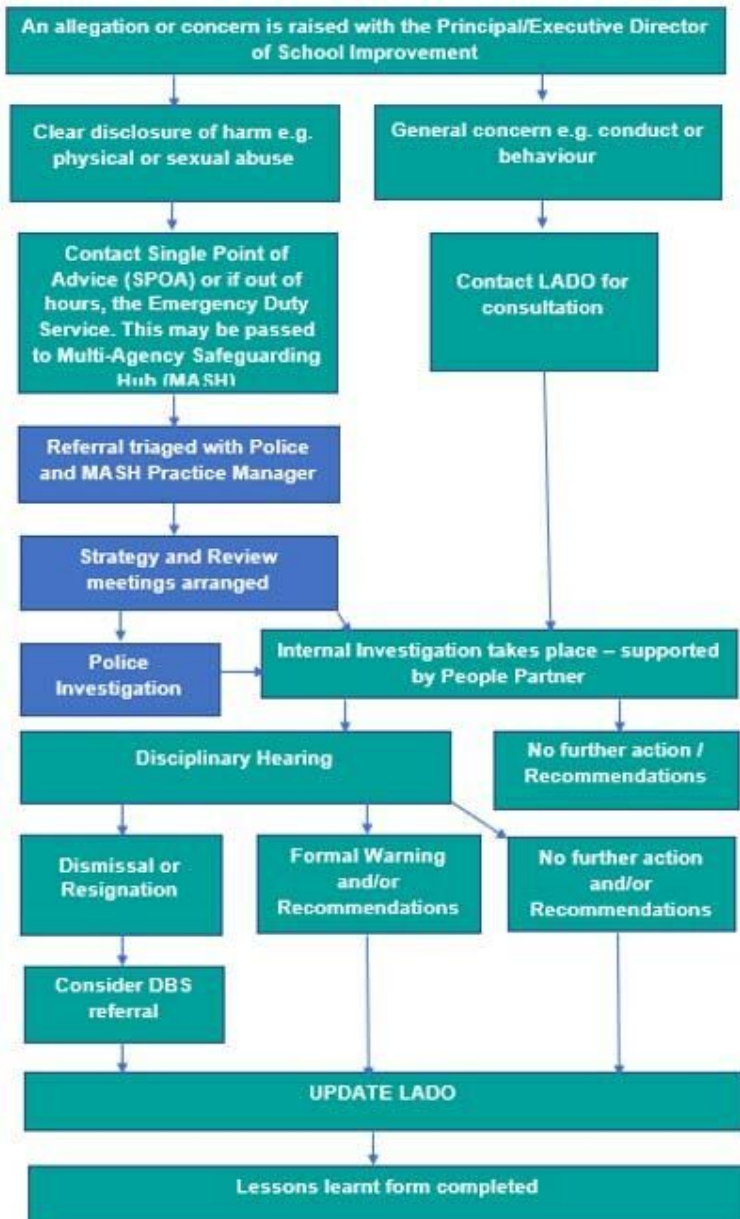 An allegation or concern is raised with the Principal/Executive Director
of School Improvement
Clear disclosure of harm e.g.
physical or sexual abuse
General concern e.g. conduct or
behaviour
Contact Single Point of
Advice (SPOA) or if out of
hours, the Emergency Duty
Service. This may be passed
to Multi-Agency Safeguarding
Hub (MASH)
Contact LADO for
consultation
Referral triaged with Police
and MASH Practice Manager
Strategy and Review
meetings arranged
Police
Investigation
Internal Investigation takes place – supported
by People Partner
Disciplinary Hearing
No further action /
Recommendations
Dismissal or
Resignation
Formal Warning
and/or
Recommendations
No further action
and/or
Recommendations
Consider DBS
referral
UPDATE LADO
Lessons learnt form completed